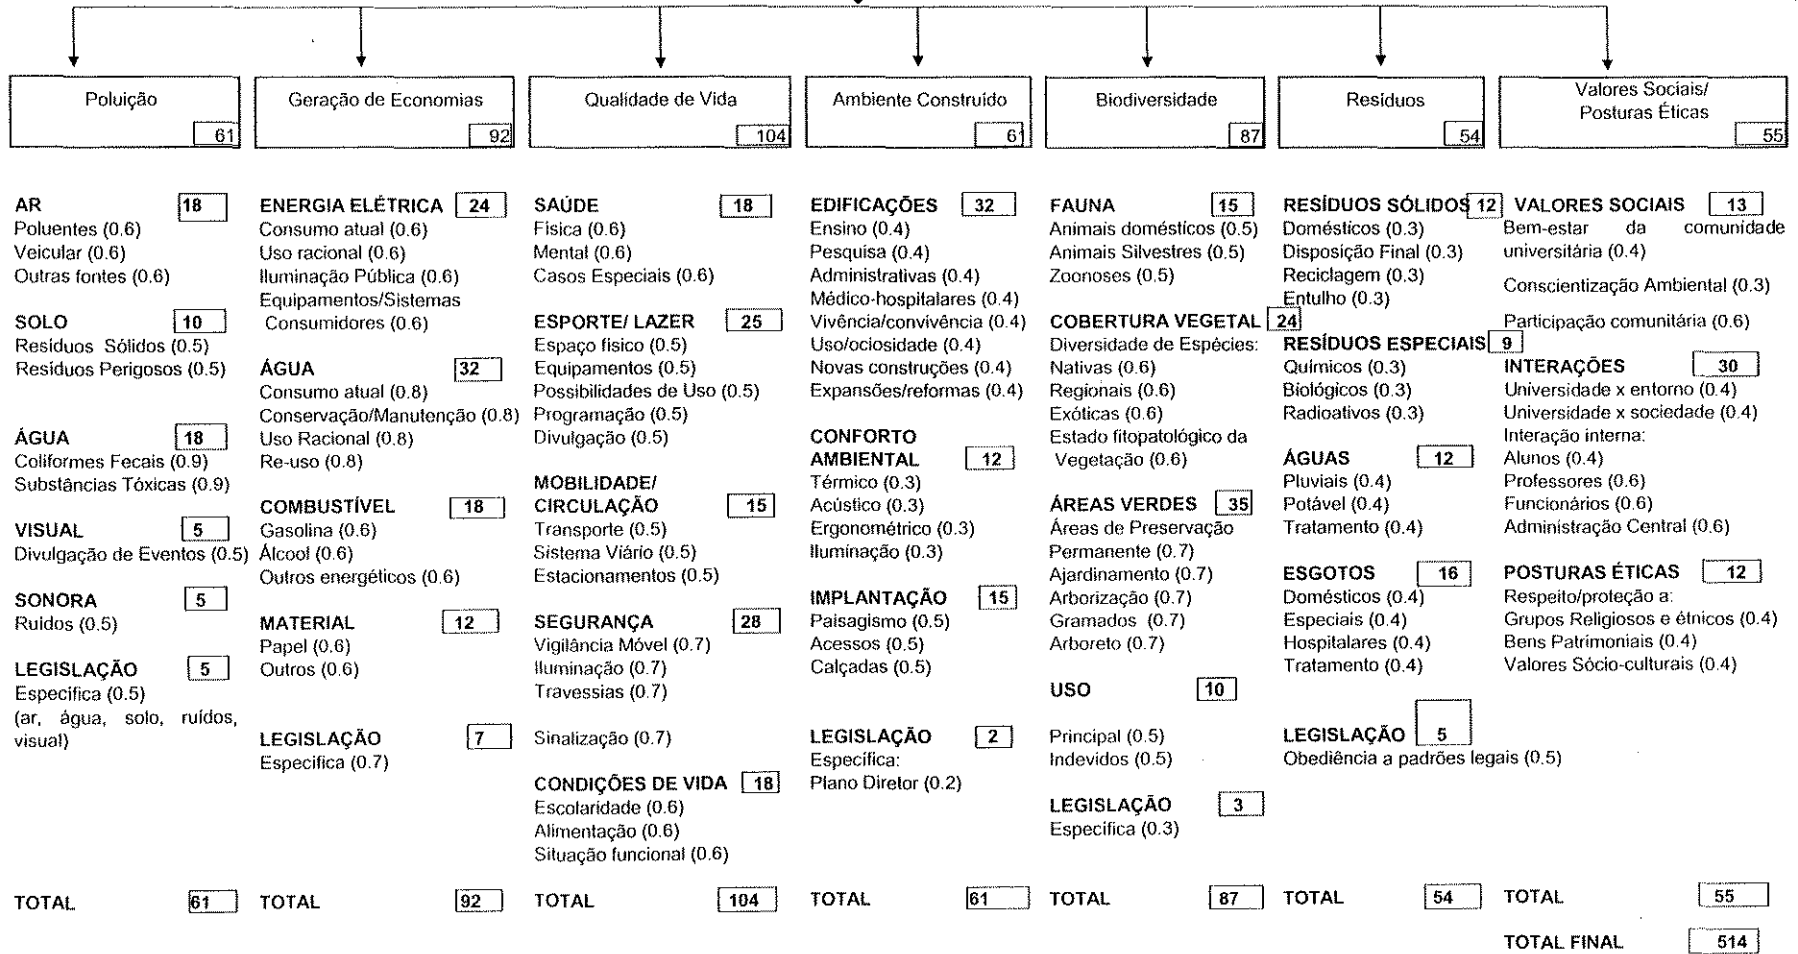 Poluição
61
Geração de Economias
92
Qualidade de Vida
104
Ambiente Construído
61
Biodiversidade
87
Resíduos
54
Valores Sociais/
Posturas Éticas
55
AR 18
Poluentes (0.6)
Veicular (0.6)
Outras fontes (0.6)
SOLO 10
Resíduos Sólidos (0.5)
Resíduos Perigosos (0.5)
ÁGUA 18
Coliformes Fecais (0.9)
Substâncias Tóxicas (0.9)
VISUAL 5
Divulgação de Eventos (0.5)
SONORA 5
Ruídos (0.5)
LEGISLAÇÃO 5
Especifica (0.5)
(ar, água, solo, ruídos,
visual)
TOTAL 61
ENERGIA ELÉTRICA 24
Consumo atual (0.6)
Uso racional (0.6)
Iluminação Pública (0.6)
Equipamentos/Sistemas
Consumidores (0.6)
ÁGUA 32
Consumo atual (0.8)
Conservação/Manutenção (0.8)
Uso Racional (0.8)
Re-uso (0.8)
COMBUSTÍVEL 18
Gasolina (0.6)
Álcool (0.6)
Outros energéticos (0.6)
MATERIAL 12
Papel (0.6)
Outros (0.6)
LEGISLAÇÃO 7
Especifica (0.7)
TOTAL 92
SAÚDE 18
Física (0.6)
Mental (0.6)
Casos Especiais (0.6)
ESPORTE/ LAZER 25
Espaço físico (0.5)
Equipamentos (0.5)
Possibilidades de Uso (0.5)
Programação (0.5)
Divulgação (0.5)
MOBILIDADE/
CIRCULAÇÃO 15
Transporte (0.5)
Sistema Viário (0.5)
Estacionamentos (0.5)
SEGURANÇA 28
Vigilância Móvel (0.7)
Iluminação (0.7)
Travessias (0.7)
Sinalização (0.7)
CONDIÇÕES DE VIDA 18
Escolaridade (0.6)
Alimentação (0.6)
Situação funcional (0.6)
TOTAL 104
EDIFICAÇÕES 32
Ensino (0.4)
Pesquisa (0.4)
Administrativas (0.4)
Médico-hospitalares (0.4)
Vivência/convivência (0.4)
Uso/ociosidade (0.4)
Novas construções (0.4)
Expansões/reformas (0.4)
CONFORTO
AMBIENTAL 12
Térmico (0.3)
Acústico (0.3)
Ergonométrico (0.3)
Iluminação (0.3)
IMPLANTAÇÃO 15
Paisagismo (0.5)
Acessos (0.5)
Calçadas (0.5)
LEGISLAÇÃO 2
Específica:
Plano Diretor (0.2)
TOTAL 61
FAUNA 15
Animais domésticos (0.5)
Animais Silvestres (0.5)
Zoonoses (0.5)
COBERTURA VEGETAL 24
Diversidade de Espécies:
Nativas (0.6)
Regionais (0.6)
Exóticas (0.6)
Estado fitopatológico da
Vegetação (0.6)
ÁREAS VERDES 35
Áreas de Preservação
Permanente (0.7)
Ajardinamento (0.7)
Arborização (0.7)
Gramados (0.7)
Arboreto (0.7)
USO 10
Principal (0.5)
Indevidos (0.5)
LEGISLAÇÃO 3
Específica (0.3)
TOTAL 87
RESÍDUOS SÓLIDOS 12
Domésticos (0.3)
Disposição Final (0.3)
Reciclagem (0.3)
Entulho (0.3)
RESÍDUOS ESPECIAIS 9
Químicos (0.3)
Biológicos (0.3)
Radioativos (0.3)
ÁGUAS 12
Pluviais (0.4)
Potável (0.4)
Tratamento (0.4)
ESGOTOS 16
Domésticos (0.4)
Especiais (0.4)
Hospitalares (0.4)
Tratamento (0.4)
LEGISLAÇÃO 5
Obediência a padrões legais (0.5)
TOTAL 54
VALORES SOCIAIS 13
Bem-estar da comunidade
universitária (0.4)
Conscientização Ambiental (0.3)
Participação comunitária (0.6)
INTERAÇÕES 30
Universidade x entorno (0.4)
Universidade x sociedade (0.4)
Interação interna:
Alunos (0.4)
Professores (0.6)
Funcionários (0.6)
Administração Central (0.6)
POSTURAS ÉTICAS 12
Respeito/proteção a:
Grupos Religiosos e étnicos (0.4)
Bens Patrimoniais (0.4)
Valores Sócio-culturais (0.4)
TOTAL 55
TOTAL FINAL 514